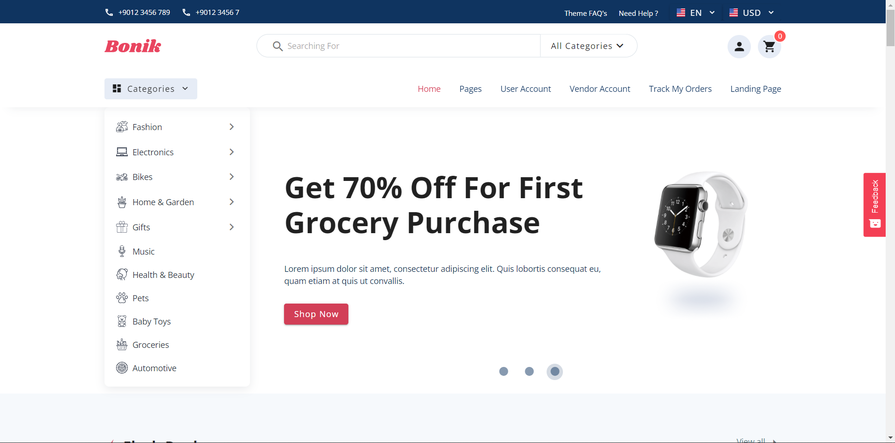 +9012 3456 789
+9012 3456 7
Theme FAQ's
Need Help ?
EN
USD
Bonik
Searching For
All Categories
0
Categories
Home
Pages
User Account
Vendor Account
Track My Orders
Landing Page
Fashion
Electronics
Bikes
Home & Garden
Gifts
Music
Health & Beauty
Pets
Baby Toys
Groceries
Automotive
Get 70% Off For First
Grocery Purchase
Lorem ipsum dolor sit amet, consectetur adipiscing elit. Quis lobortis consequat eu,
quam etiam at quis ut convallis.
Shop Now
Feedback
View all